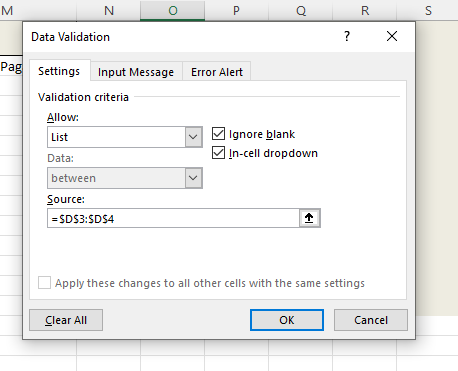 M N O P Q R S
Data Validation ? ×
Pag
Settings Input Message Error Alert
Validation criteria
Allow:
List
Ignore blank
Data:
In-cell dropdown
between
Source:
=$D$3:$D$4
Apply these changes to all other cells with the same settings
Clear All OK Cancel